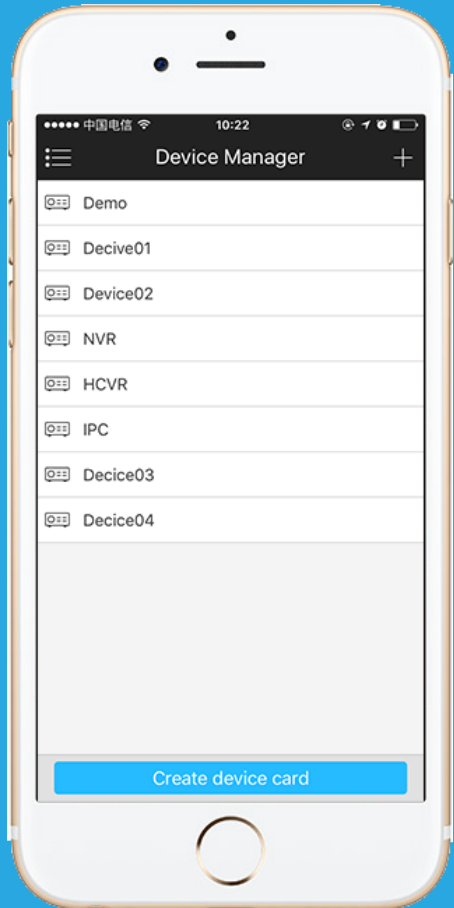 中国电信 10:22
Device Manager
Demo
Decive01
Device02
NVR
HCVR
IPC
Decice03
Decice04
Create device card